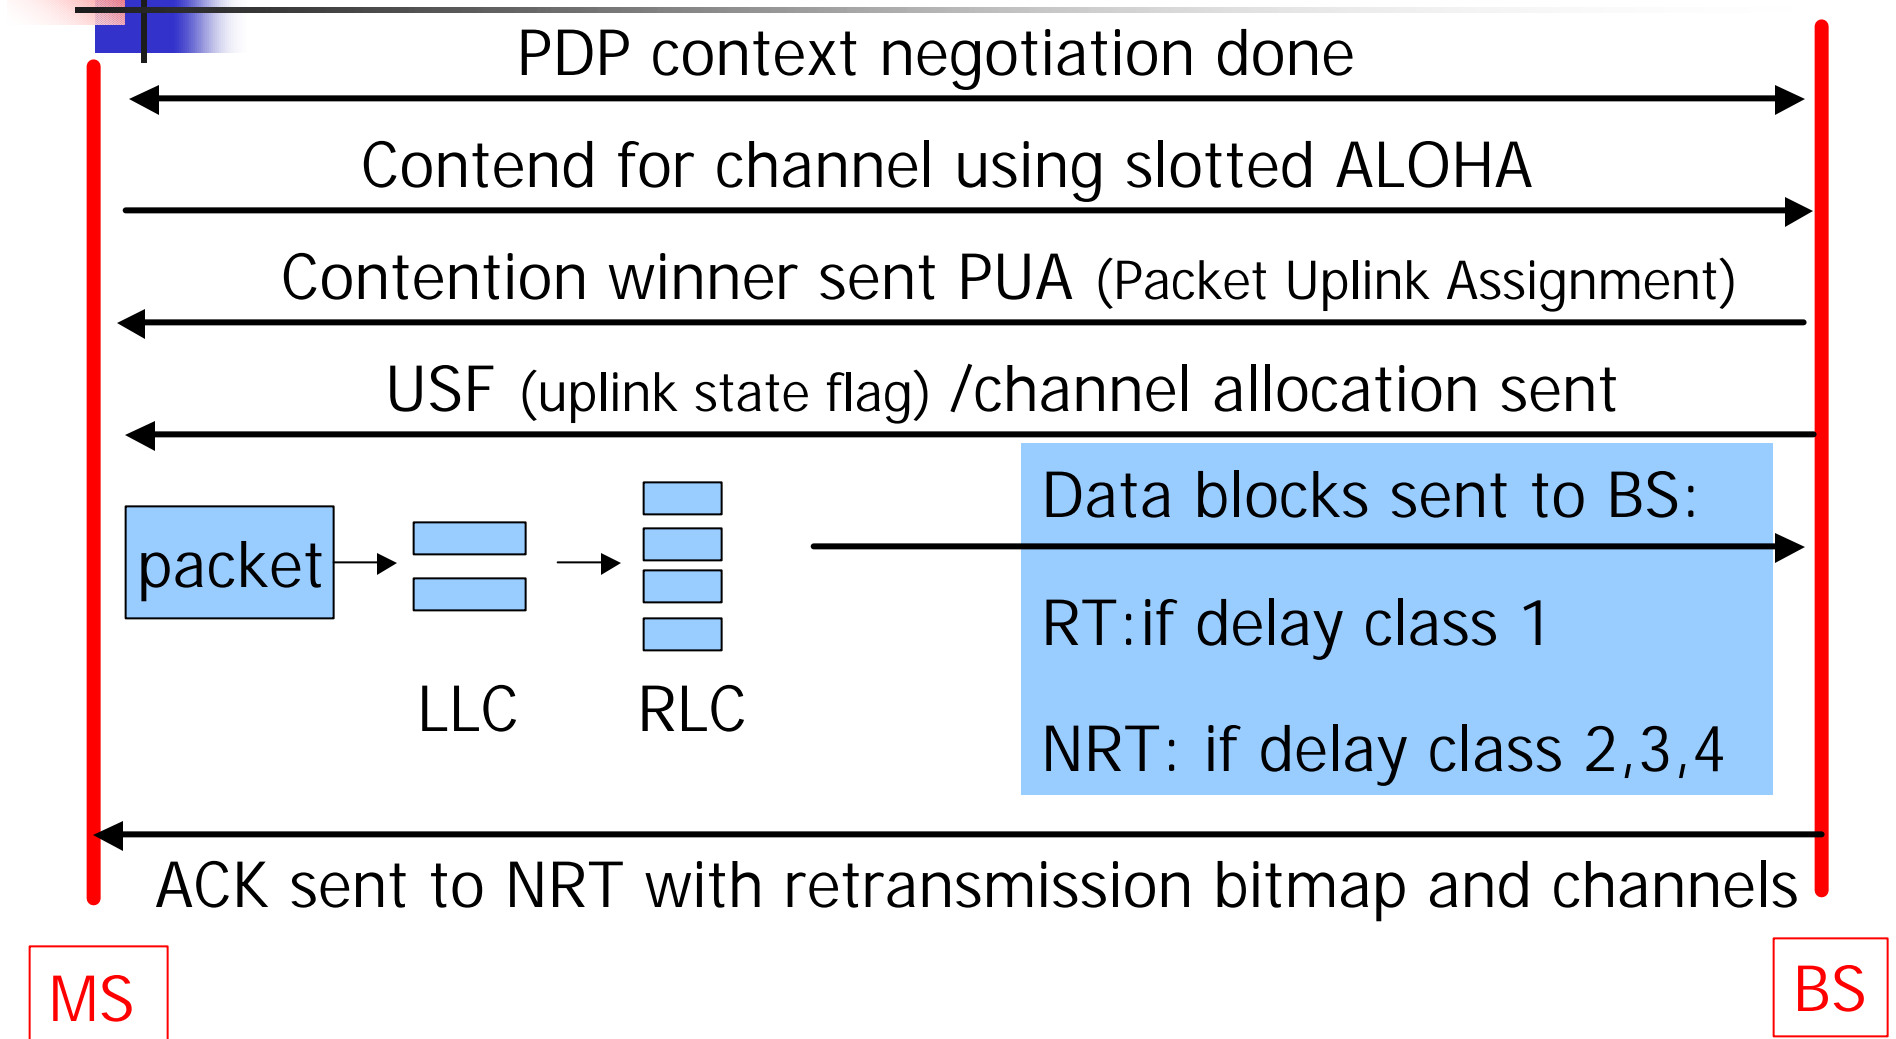 PDP context negotiation done
Contend for channel using slotted ALOHA
Contention winner sent PUA (Packet Uplink Assignment)
USF (uplink state flag) /channel allocation sent
packet
LLC
RLC
Data blocks sent to BS:
RT:if delay class 1
NRT: if delay class 2,3,4
ACK sent to NRT with retransmission bitmap and channels
MS
BS